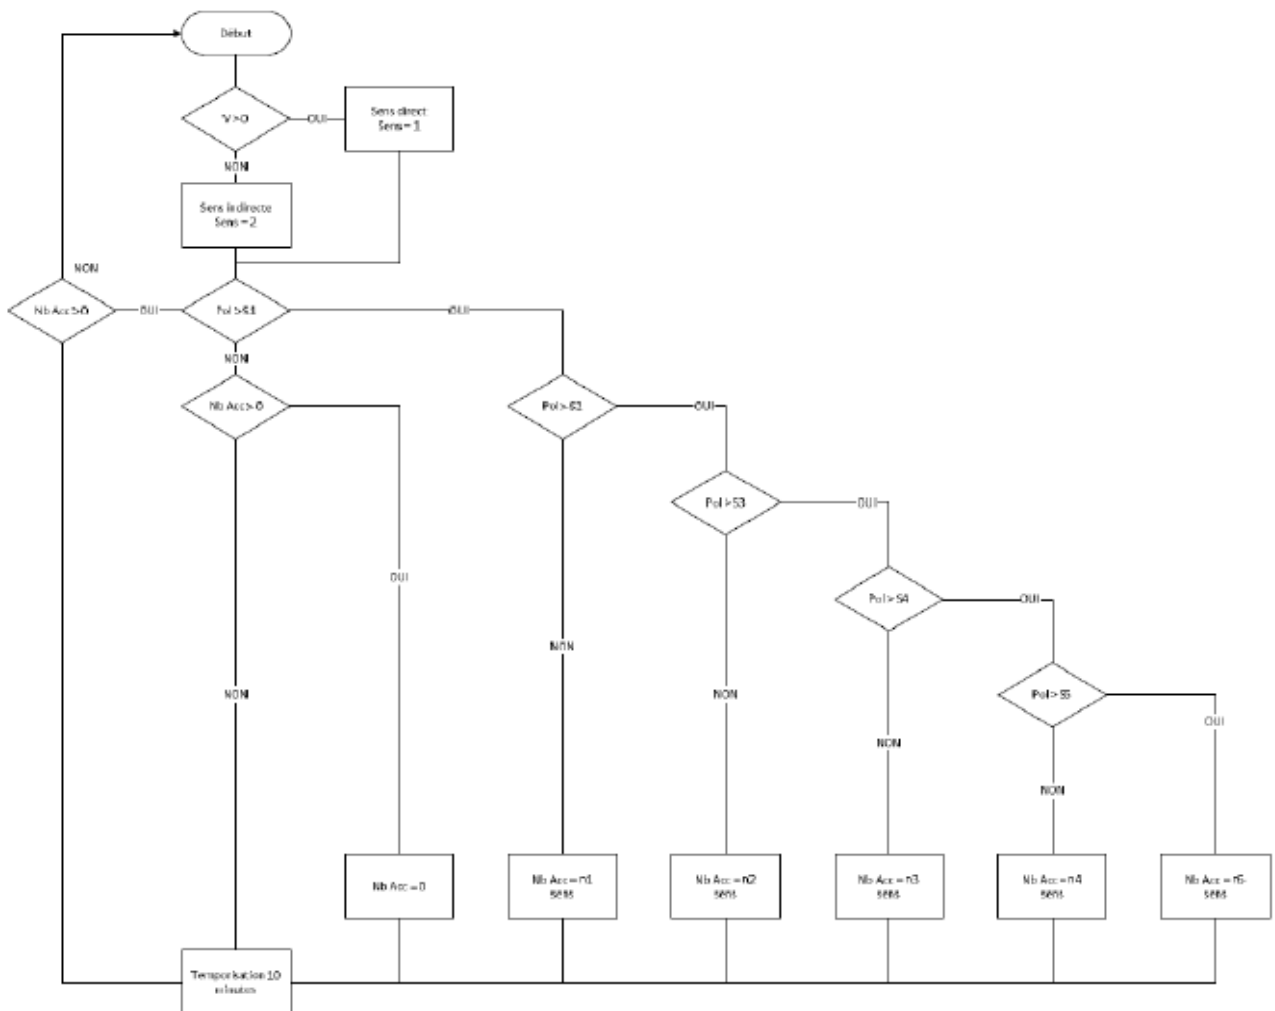 Début
V>0
OUI
Sens direct
Sens = 1
NON
Sens indirecte
Sens = 2
NON
Nb Acc>0
OUI
Pol >S1
OUI
NON
Nb Acc>0
Pol>S2
OUI
Pol >S3
OUI
OUI
Pol> S4
OUI
NON
NON
NON
Pol> S5
OUI
NON
NON
Nb Acc = 0
Nb Acc = n1
sens
Nb Acc = n2
sens
Nb Acc = n3
sens
Nb Acc = n4
sens
Nb Acc =
sens
Temporisation 10
minutes